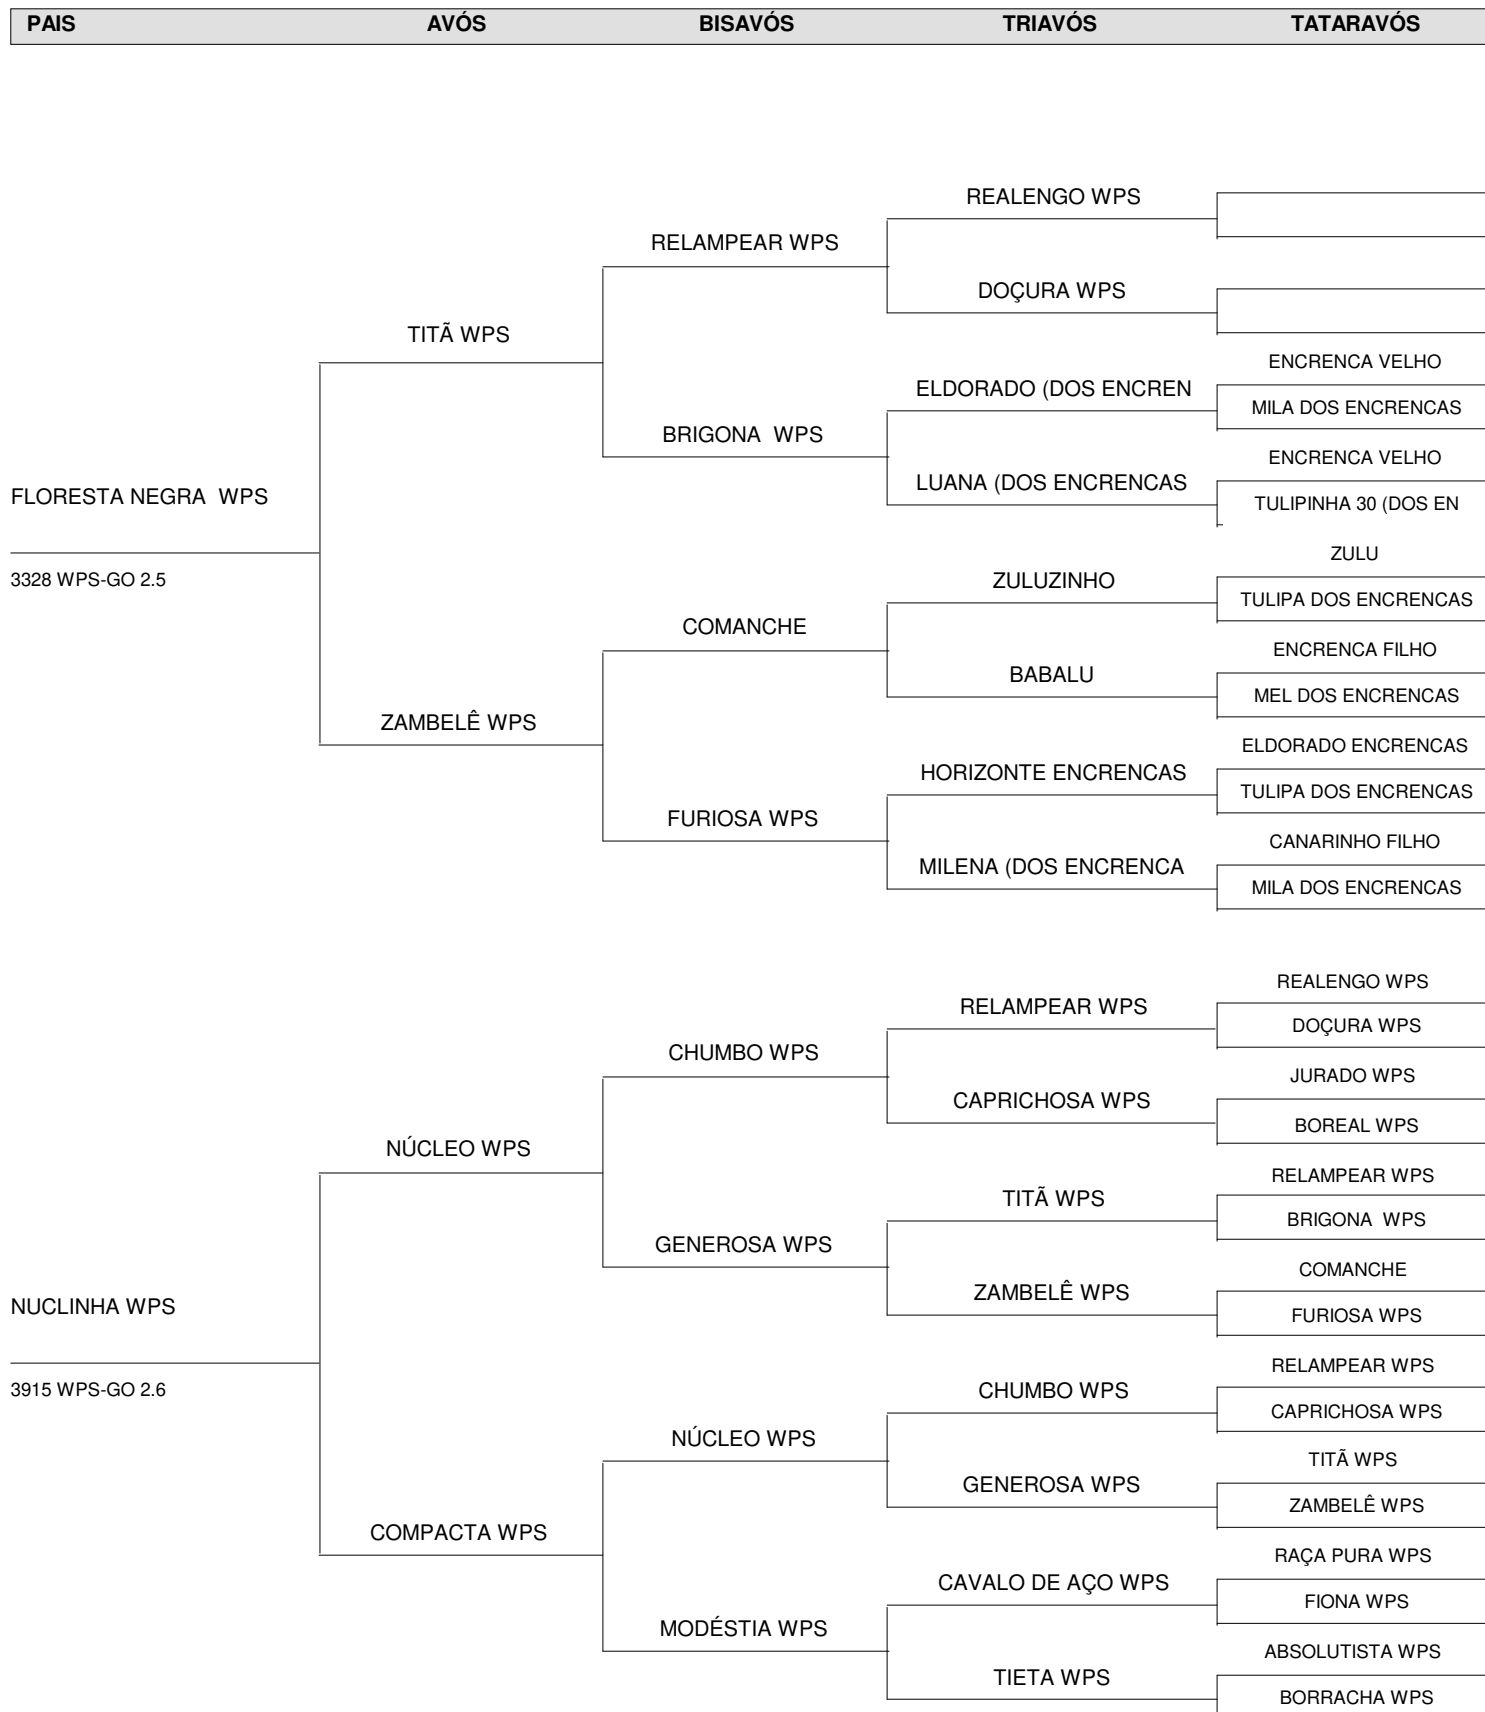 PAIS AVÓS BISAVÓS TRIAVÓS TATARAVÓS
REALENGO WPS
RELAMPEAR WPS
DOÇURA WPS
TITÃ WPS
ENCRENCA VELHO
ELDORADO (DOS ENCREN
MILA DOS ENCRENCAS
BRIGONA  WPS
ENCRENCA VELHO
LUANA (DOS ENCRENCAS
FLORESTA NEGRA  WPS
TULIPINHA 30 (DOS EN
ZULU
3328 WPS-GO 2.5
ZULUZINHO
TULIPA DOS ENCRENCAS
COMANCHE
ENCRENCA FILHO
BABALU
MEL DOS ENCRENCAS
ZAMBELÊ WPS
ELDORADO ENCRENCAS
HORIZONTE ENCRENCAS
TULIPA DOS ENCRENCAS
FURIOSA WPS
CANARINHO FILHO
MILENA (DOS ENCRENCA
MILA DOS ENCRENCAS
REALENGO WPS
RELAMPEAR WPS
DOÇURA WPS
CHUMBO WPS
JURADO WPS
CAPRICHOSA WPS
BOREAL WPS
NÚCLEO WPS
RELAMPEAR WPS
TITÃ WPS
BRIGONA  WPS
GENEROSA WPS
COMANCHE
ZAMBELÊ WPS
NUCLINHA WPS
FURIOSA WPS
RELAMPEAR WPS
3915 WPS-GO 2.6
CHUMBO WPS
CAPRICHOSA WPS
NÚCLEO WPS
TITÃ WPS
GENEROSA WPS
ZAMBELÊ WPS
COMPACTA WPS
RAÇA PURA WPS
CAVALO DE AÇO WPS
FIONA WPS
MODÉSTIA WPS
ABSOLUTISTA WPS
TIETA WPS
BORRACHA WPS